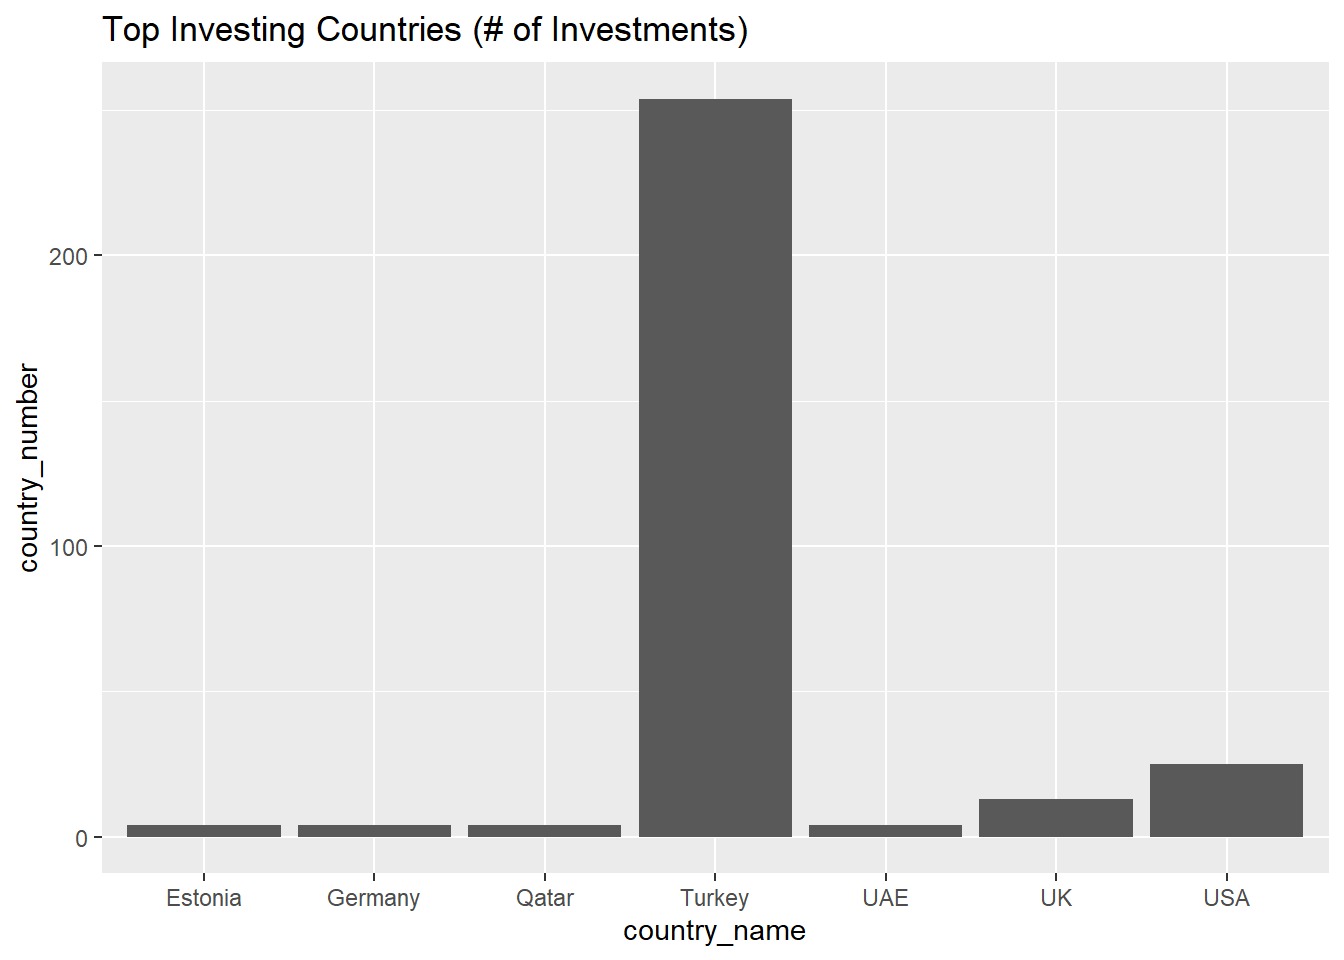 Top Investing Countries (# of Investments)
country_number
200
100
0
Estonia Germany Qatar Turkey UAE UK USA
country_name